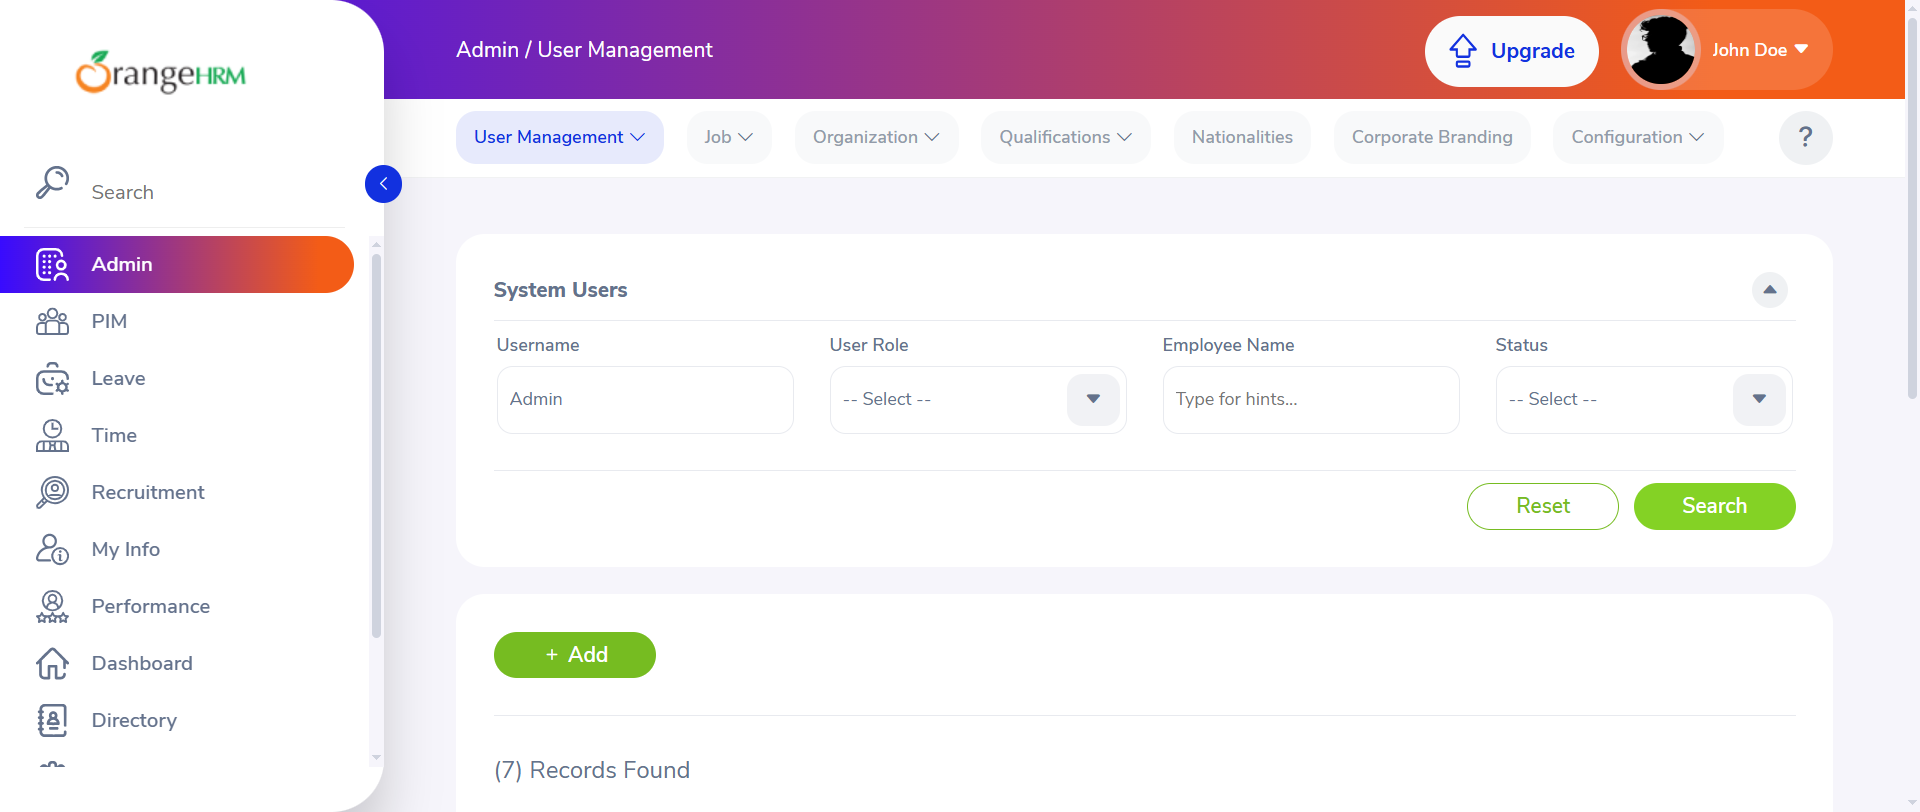 OrangeHRM
Admin / User Management
Upgrade
John Doe
User Management
Job
Organization
Qualifications
Nationalities
Corporate Branding
Configuration
?
Search
Admin
PIM
Leave
Time
Recruitment
My Info
Performance
Dashboard
Directory
System Users
Username
User Role
Employee Name
Status
Admin
-- Select --
Type for hints...
-- Select --
Reset
Search
+ Add
(7) Records Found